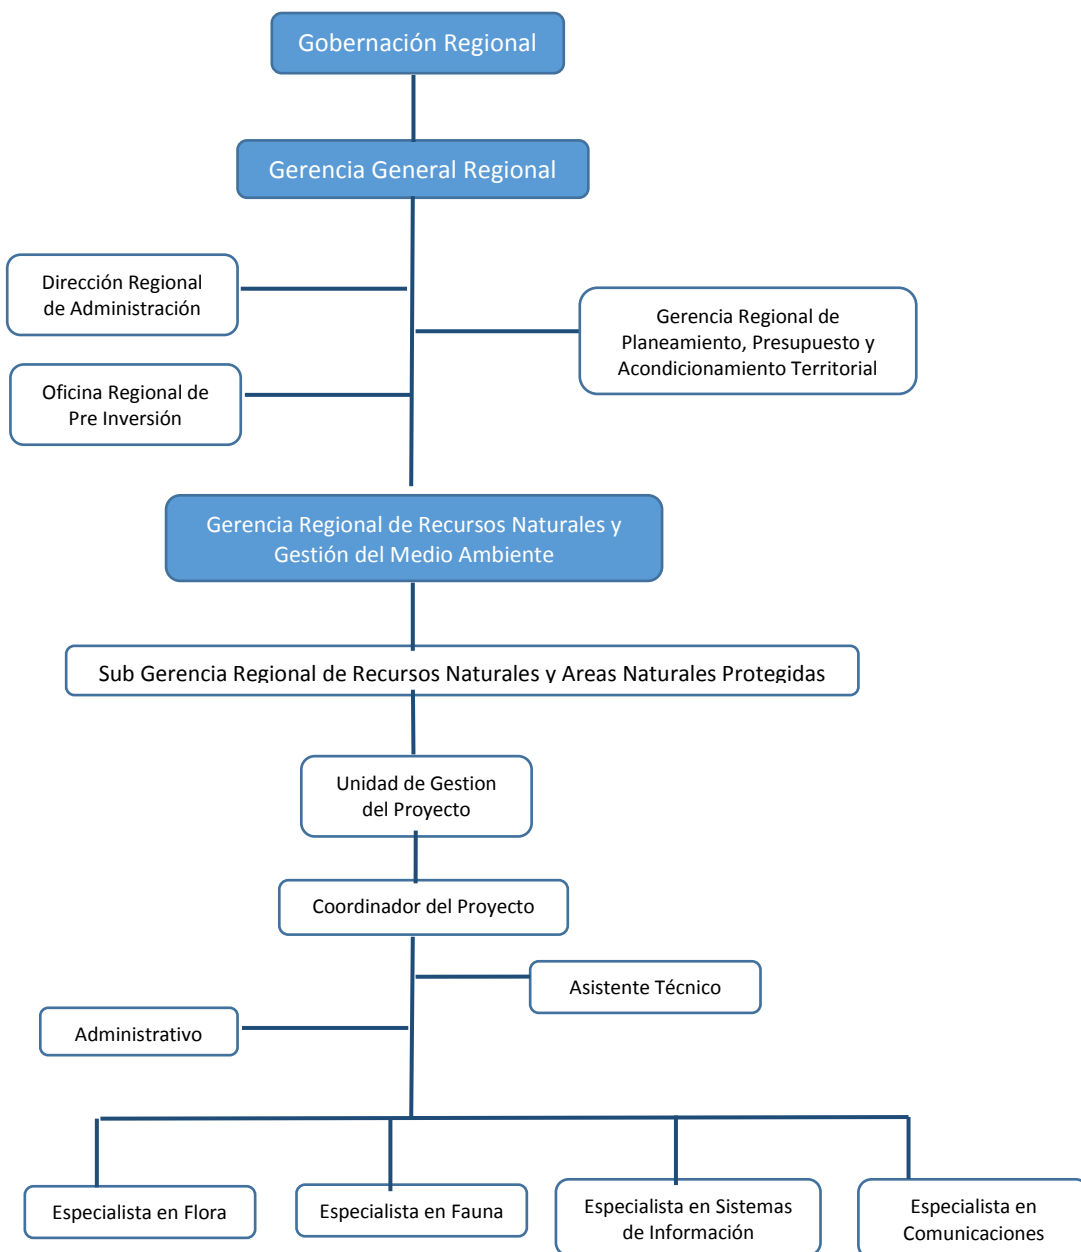 Gobernación Regional
Gerencia General Regional
Dirección Regional
de Administración
Gerencia Regional de
Planeamiento, Presupuesto y
Acondicionamiento Territorial
Oficina Regional de
Pre Inversión
Gerencia Regional de Recursos Naturales y
Gestión del Medio Ambiente
Sub Gerencia Regional de Recursos Naturales y Areas Naturales Protegidas
Unidad de Gestion
del Proyecto
Coordinador del Proyecto
Asistente Técnico
Administrativo
Especialista en Flora
Especialista en Fauna
Especialista en Sistemas
de Información
Especialista en
Comunicaciones